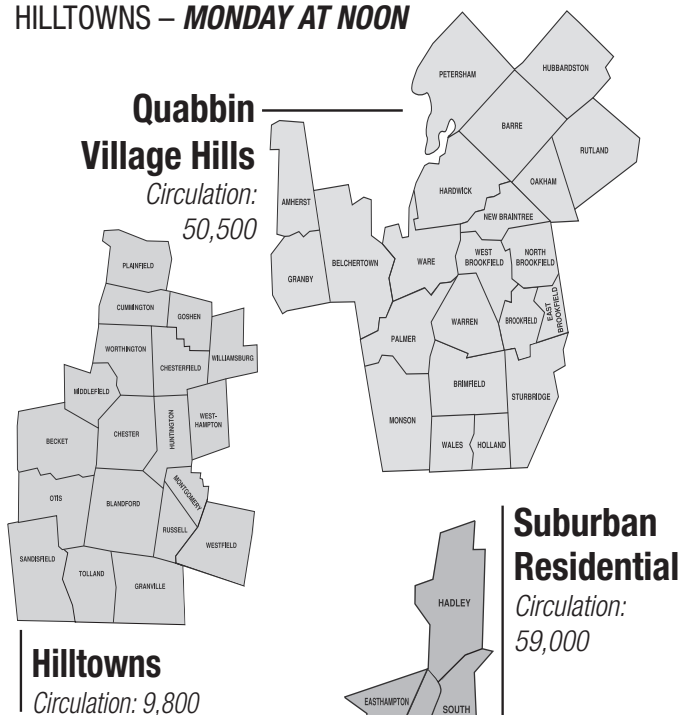 HILLTOWNS – MONDAY AT NOON
Quabbin
Village Hills
Circulation:
50,500
PETERSHAM
HUBBARDSTON
BARRE
RUTLAND
HARDWICK
OAKHAM
NEW BRAINTREE
AMHERST
BELCHERTOWN
GRANBY
WARE
WEST
BROOKFIELD
NORTH
BROOKFIELD
PALMER
WARREN
BROOKFIELD
EAST
BROOKFIELD
MONSON
BRIMFIELD
STURBRIDGE
WALES
HOLLAND
PLAINFIELD
CUMMINGTON
GOSHEN
WORTHINGTON
CHESTERFIELD
WILLIAMSBURG
MIDDLEFIELD
BECKET
CHESTER
HUNTINGTON
WEST-
HAMPTON
OTIS
BLANDFORD
MONTGOMERY
RUSSELL
WESTFIELD
SANDISFIELD
TOLLAND
GRANVILLE
Hilltowns
Circulation: 9,800
Suburban
Residential
Circulation:
59,000
HADLEY
EASTHAMPTON
SOUTH